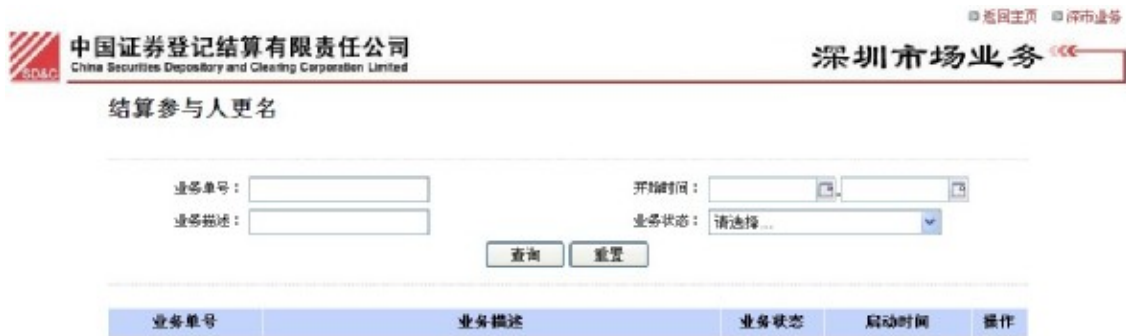 返回主页 深市业务
SD&C 中国证券登记结算有限责任公司
China Securities Depository and Clearing Corporation Limited
深圳市场业务
结算参与人更名
业务单号： 开始时间： -
业务描述： 业务状态： 请选择...
查询 重置
业务单号 业务描述 业务状态 启动时间 操作